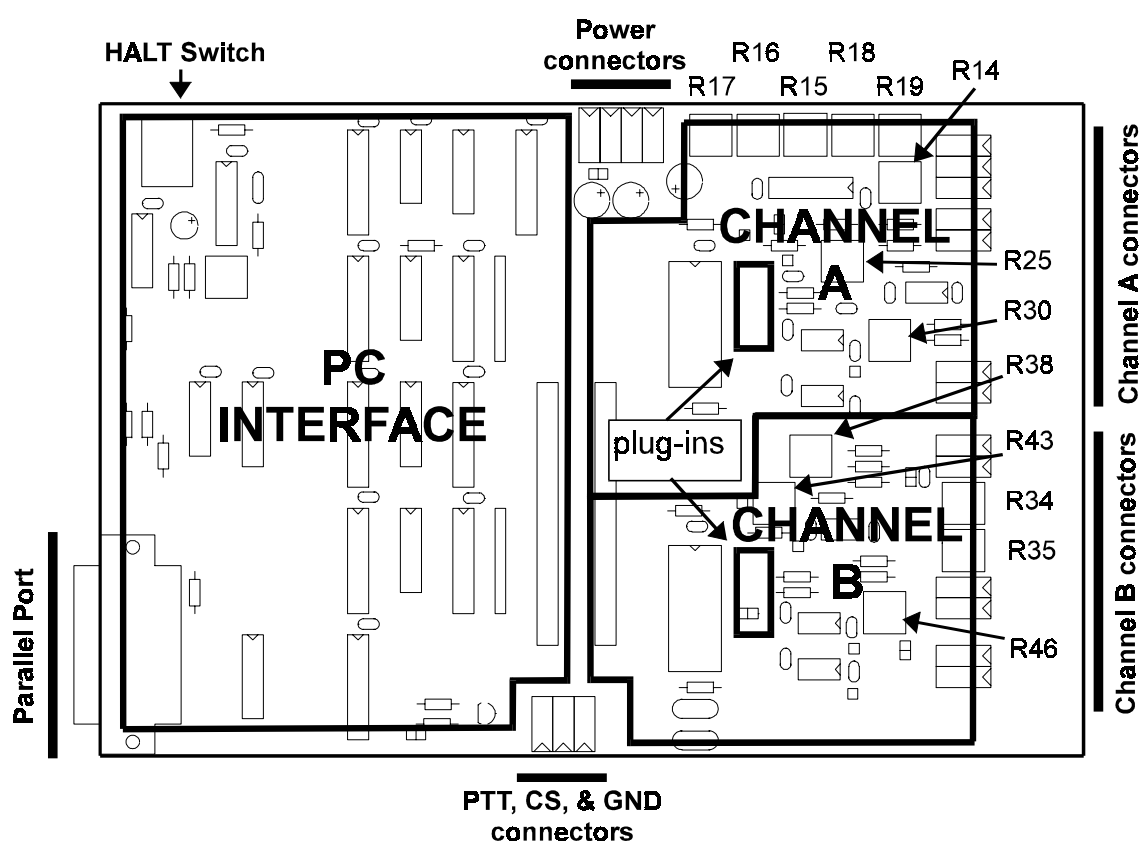 HALT Switch
Power
connectors
R16
R18
R17
R15
R19
R14
CHANNEL
A
R25
R30
R38
PC
INTERFACE
plug-ins
R43
R34
CHANNEL
B
R35
R46
Channel A connectors
Channel B connectors
Parallel Port
PTT, CS, & GND
connectors